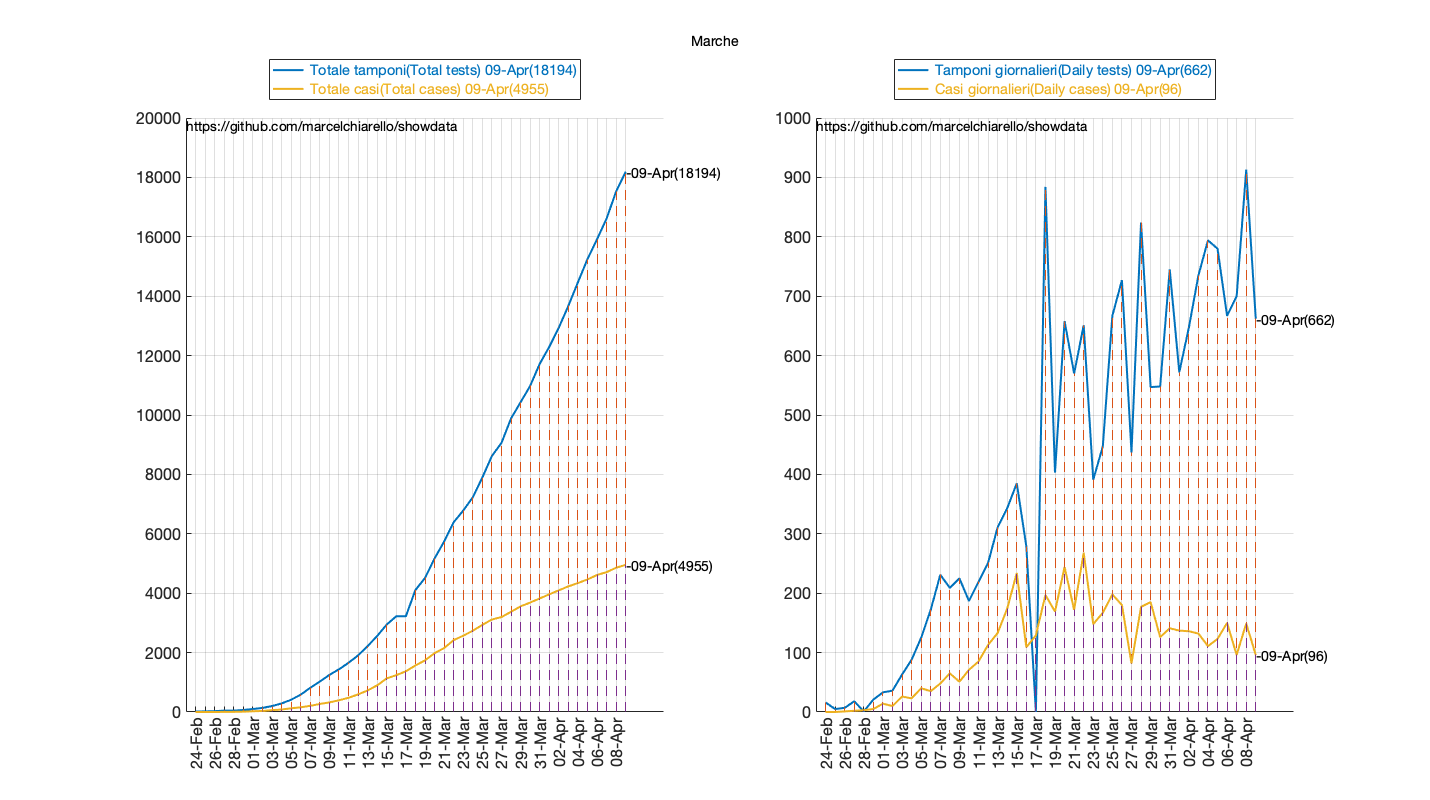 Marche
Totale tamponi(Total tests) 09-Apr(18194)
Totale casi(Total cases) 09-Apr(4955)
https://github.com/marcelchiarello/showdata
20000
18000
16000
14000
12000
10000
8000
6000
4000
2000
0
-09-Apr(18194)
-09-Apr(4955)
24-Feb
26-Feb
28-Feb
01-Mar
03-Mar
05-Mar
07-Mar
09-Mar
11-Mar
13-Mar
15-Mar
17-Mar
19-Mar
21-Mar
23-Mar
25-Mar
27-Mar
29-Mar
31-Mar
02-Apr
04-Apr
06-Apr
08-Apr
Tamponi giornalieri(Daily tests) 09-Apr(662)
Casi giornalieri(Daily cases) 09-Apr(96)
https://github.com/marcelchiarello/showdata
1000
900
800
700
600
500
400
300
200
100
0
-09-Apr(662)
-09-Apr(96)
24-Feb
26-Feb
28-Feb
01-Mar
03-Mar
05-Mar
07-Mar
09-Mar
11-Mar
13-Mar
15-Mar
17-Mar
19-Mar
21-Mar
23-Mar
25-Mar
27-Mar
29-Mar
31-Mar
02-Apr
04-Apr
06-Apr
08-Apr